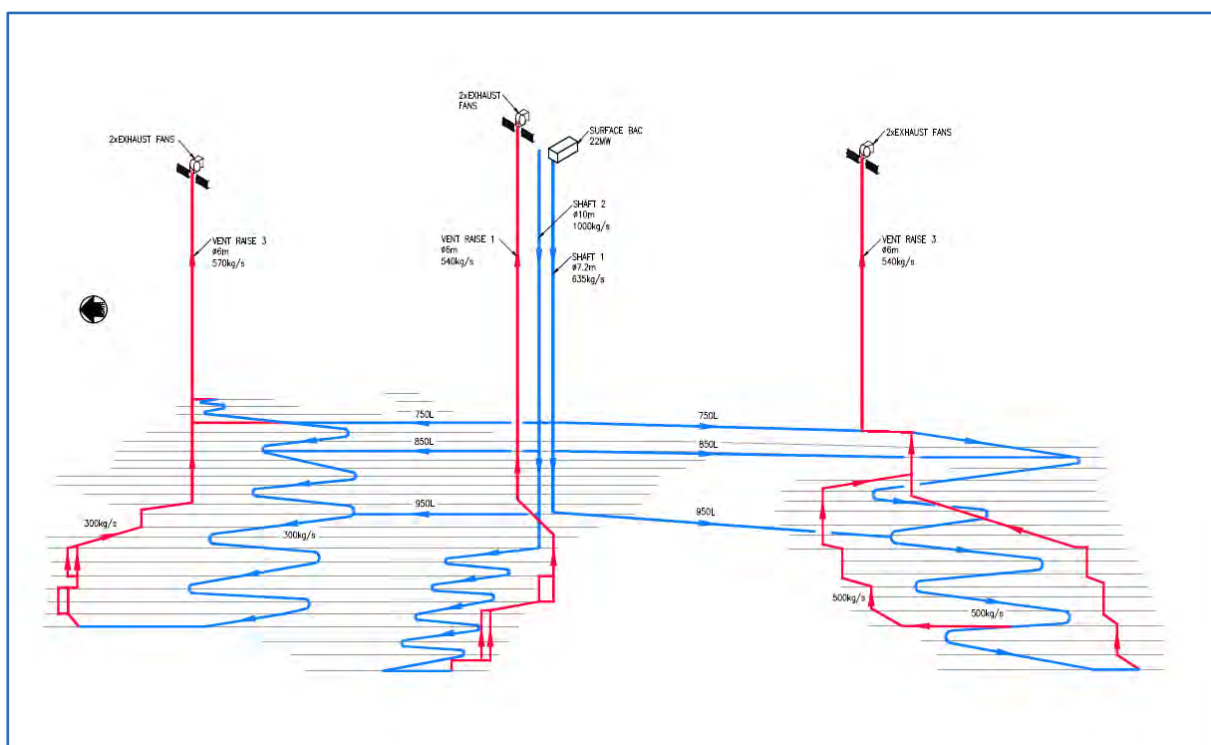 2xEXHAUST FANS
2xEXHAUST
FANS
SURFACE BAC
22MW
2xEXHAUST FANS
SHAFT 2
ø10m
1000kg/s
VENT RAISE 3
ø6m
570kg/s
VENT RAISE 1
ø6m
540kg/s
SHAFT 1
ø7.2m
635kg/s
VENT RAISE 3
ø6m
540kg/s
750L
750L
850L
850L
950L
950L
300kg/s
300kg/s
500kg/s
500kg/s